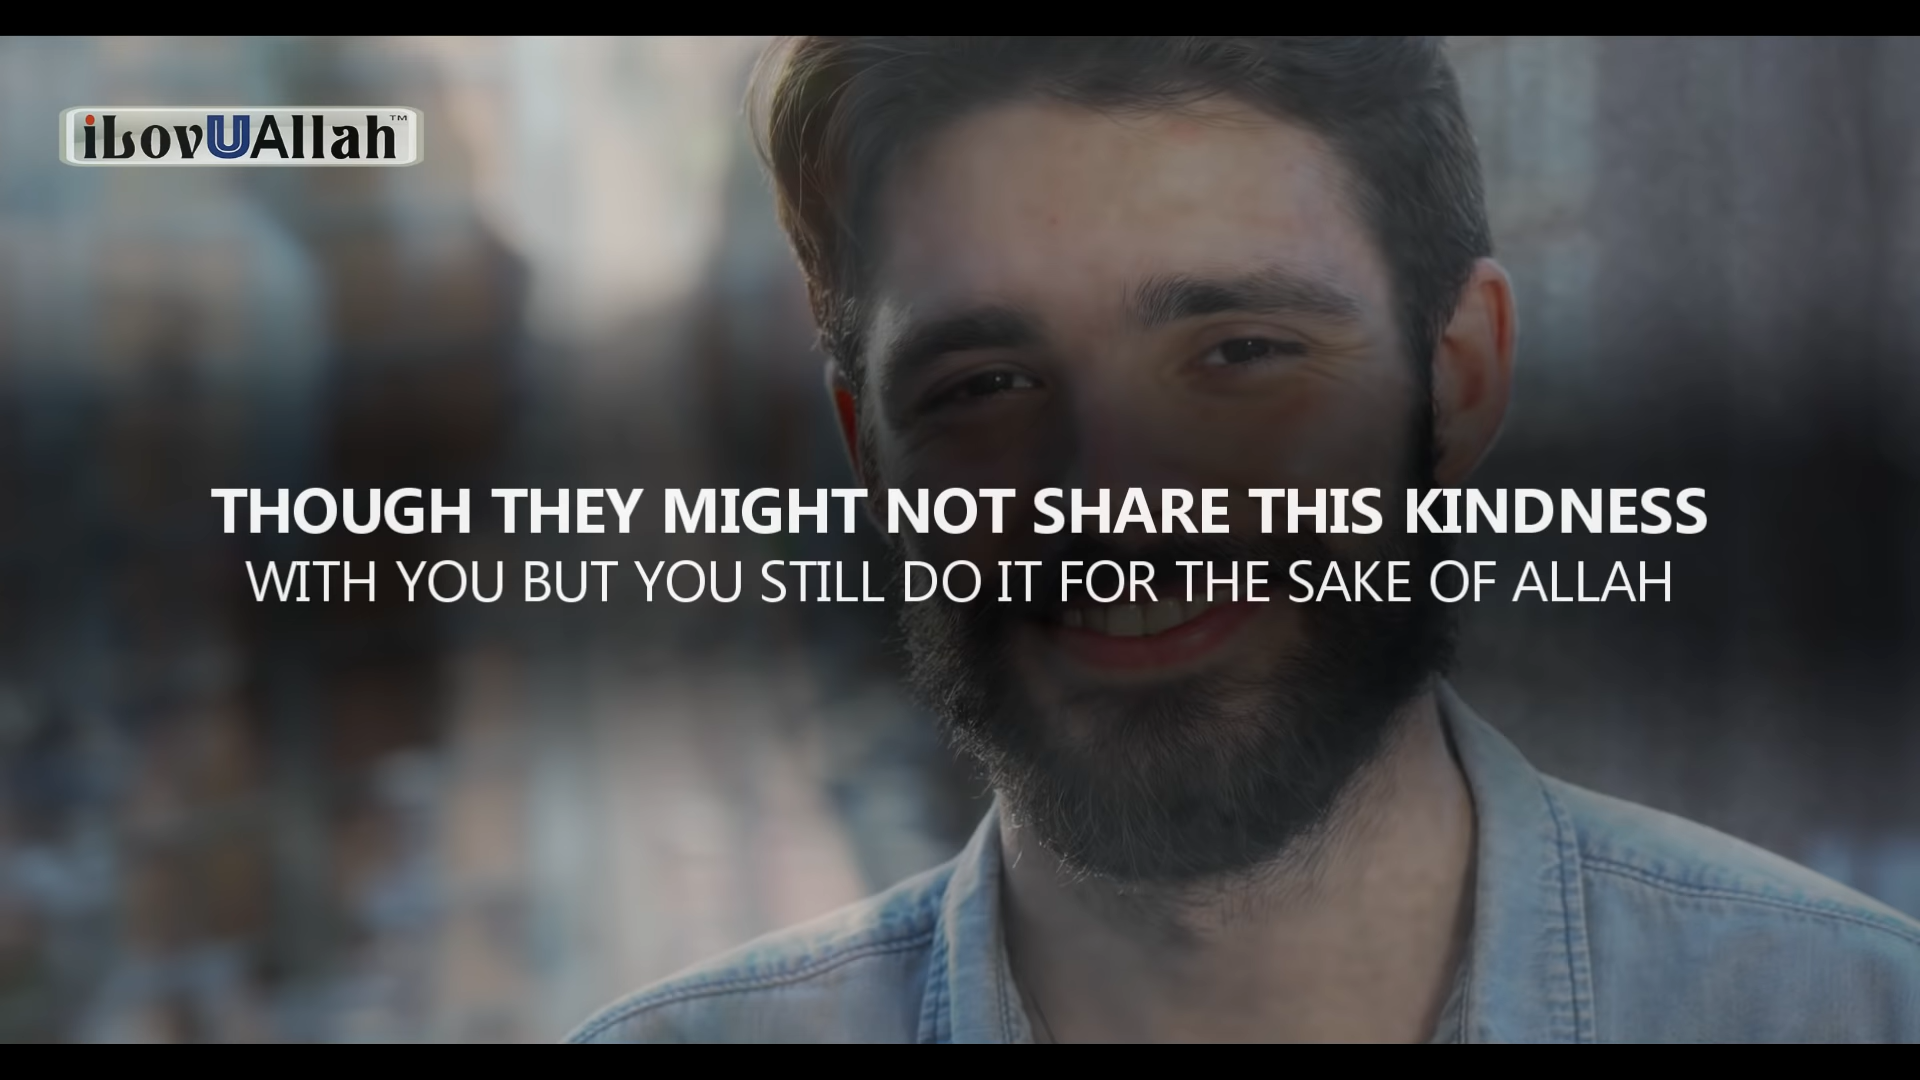 iLovUAllah™
THOUGH THEY MIGHT NOT SHARE THIS KINDNESS
WITH YOU BUT YOU STILL DO IT FOR THE SAKE OF ALLAH